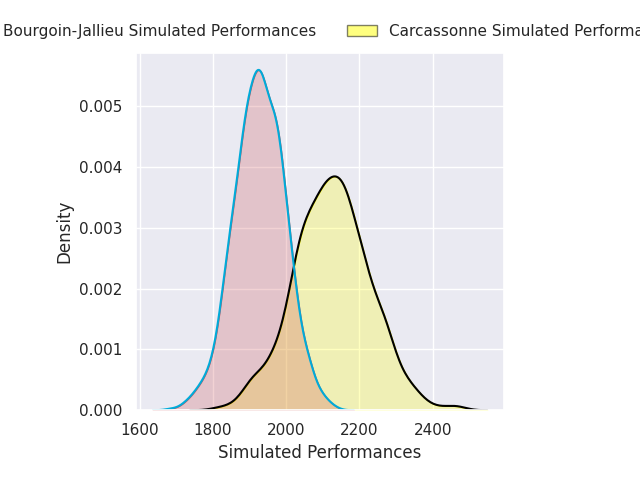 Bourgoin-Jallieu Simulated Performances Carcassonne Simulated Performa
0.005
0.004
0.003
0.002
0.001
0.000
Density
1600 1800 2000 2200 2400
Simulated Performances